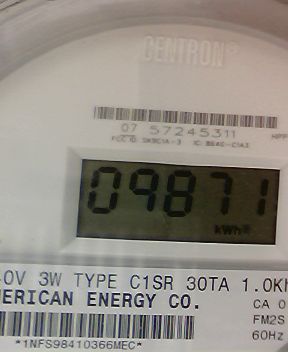 CENTRON®
07 57245311
09871
kWh
0V 3W TYPE C1SR 30TA 1.0K
ERICAN ENERGY CO.
CA 0
FM2S
60Hz
*1NFS98410366MEC*